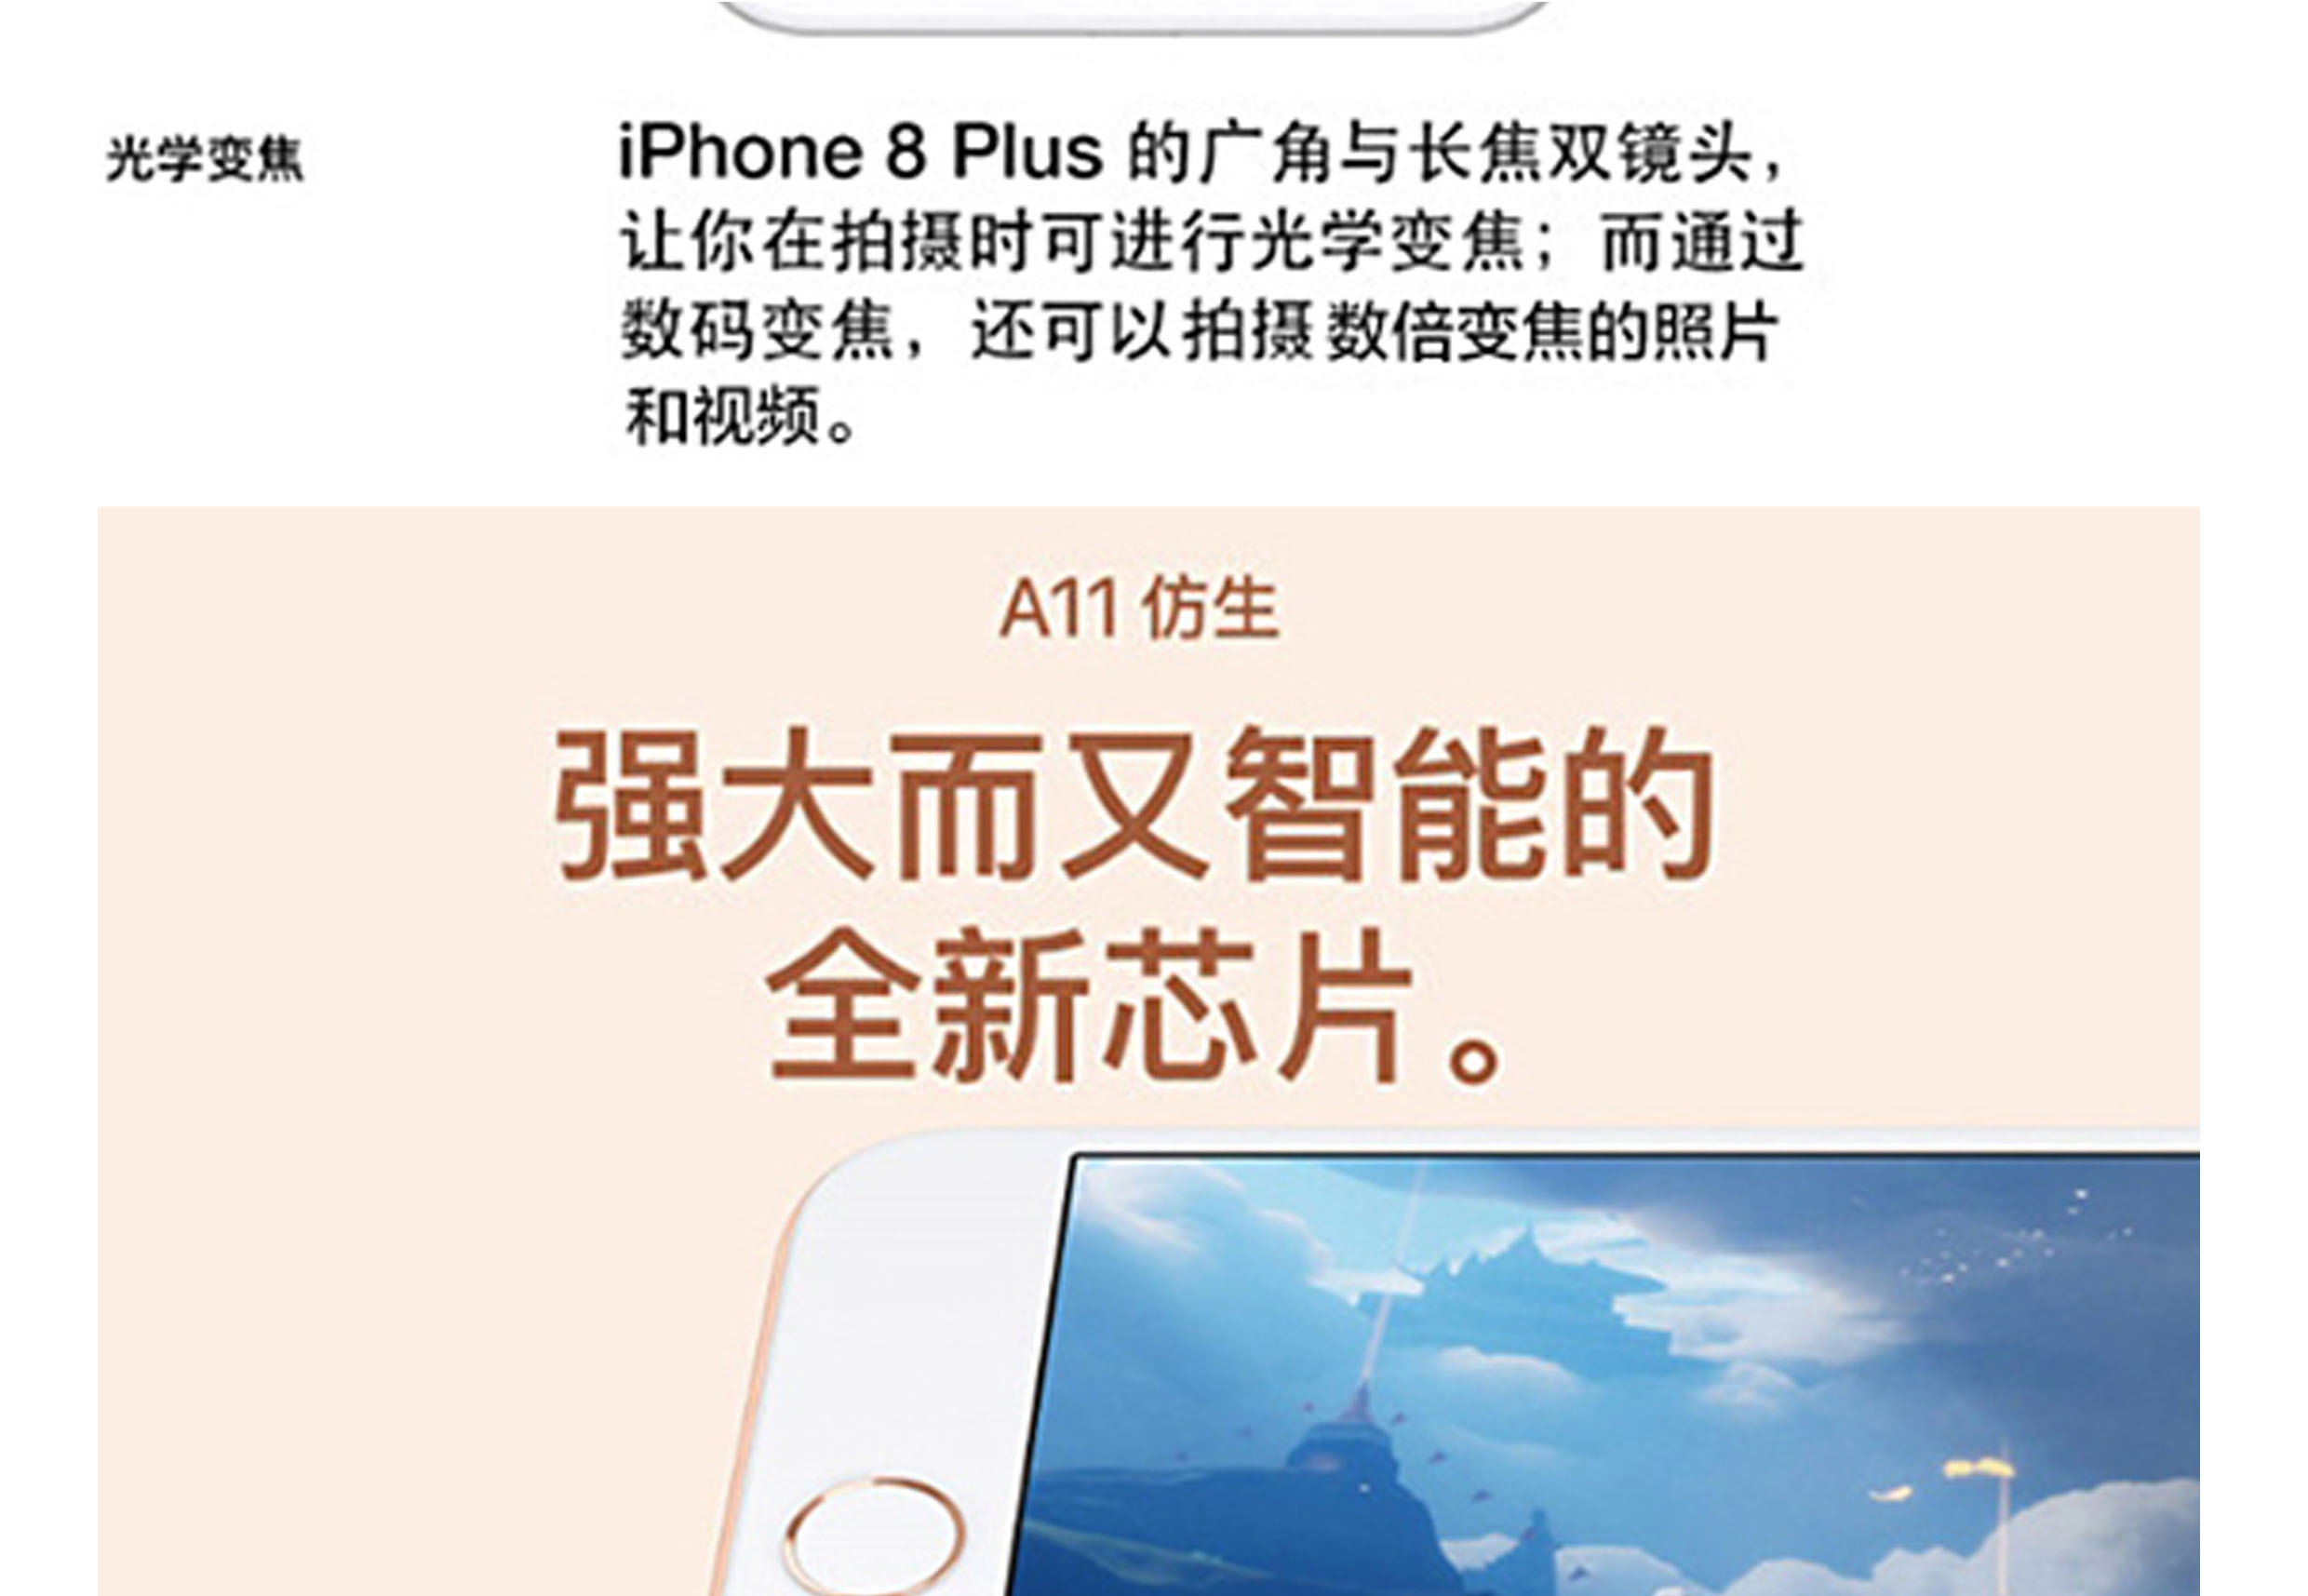 光学变焦
iPhone 8 Plus 的广角与长焦双镜头，
让你在拍摄时可进行光学变焦；而通过
数码变焦，还可以拍摄数倍变焦的照片
和视频。
A11 仿生
强大而又智能的
全新芯片。